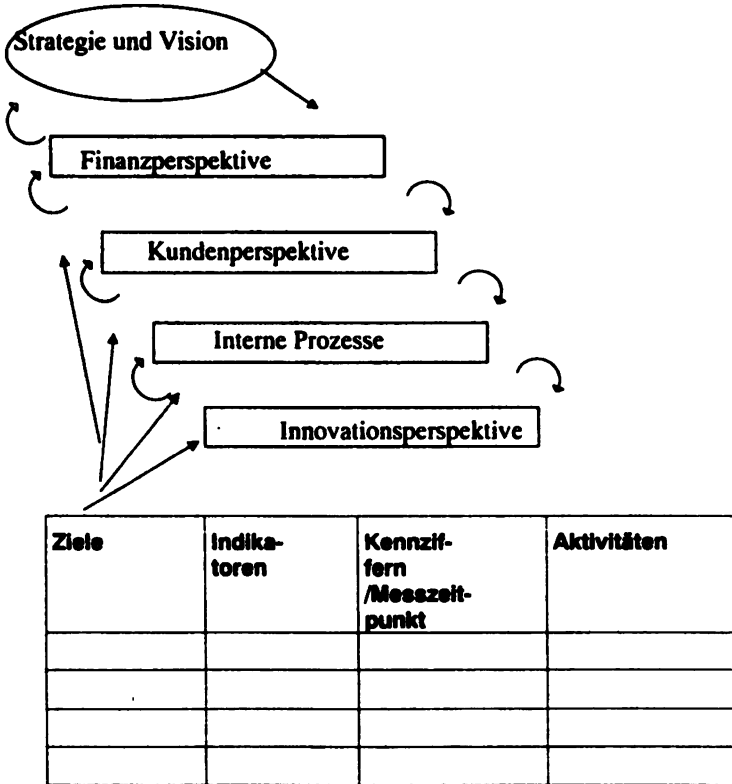 Strategie und Vision
Finanzperspektive
Kundenperspektive
Interne Prozesse
Innovationsperspektive
Ziele
Indika-
toren
Kennzif-
fern
/Messzeit-
punkt
Aktivitäten